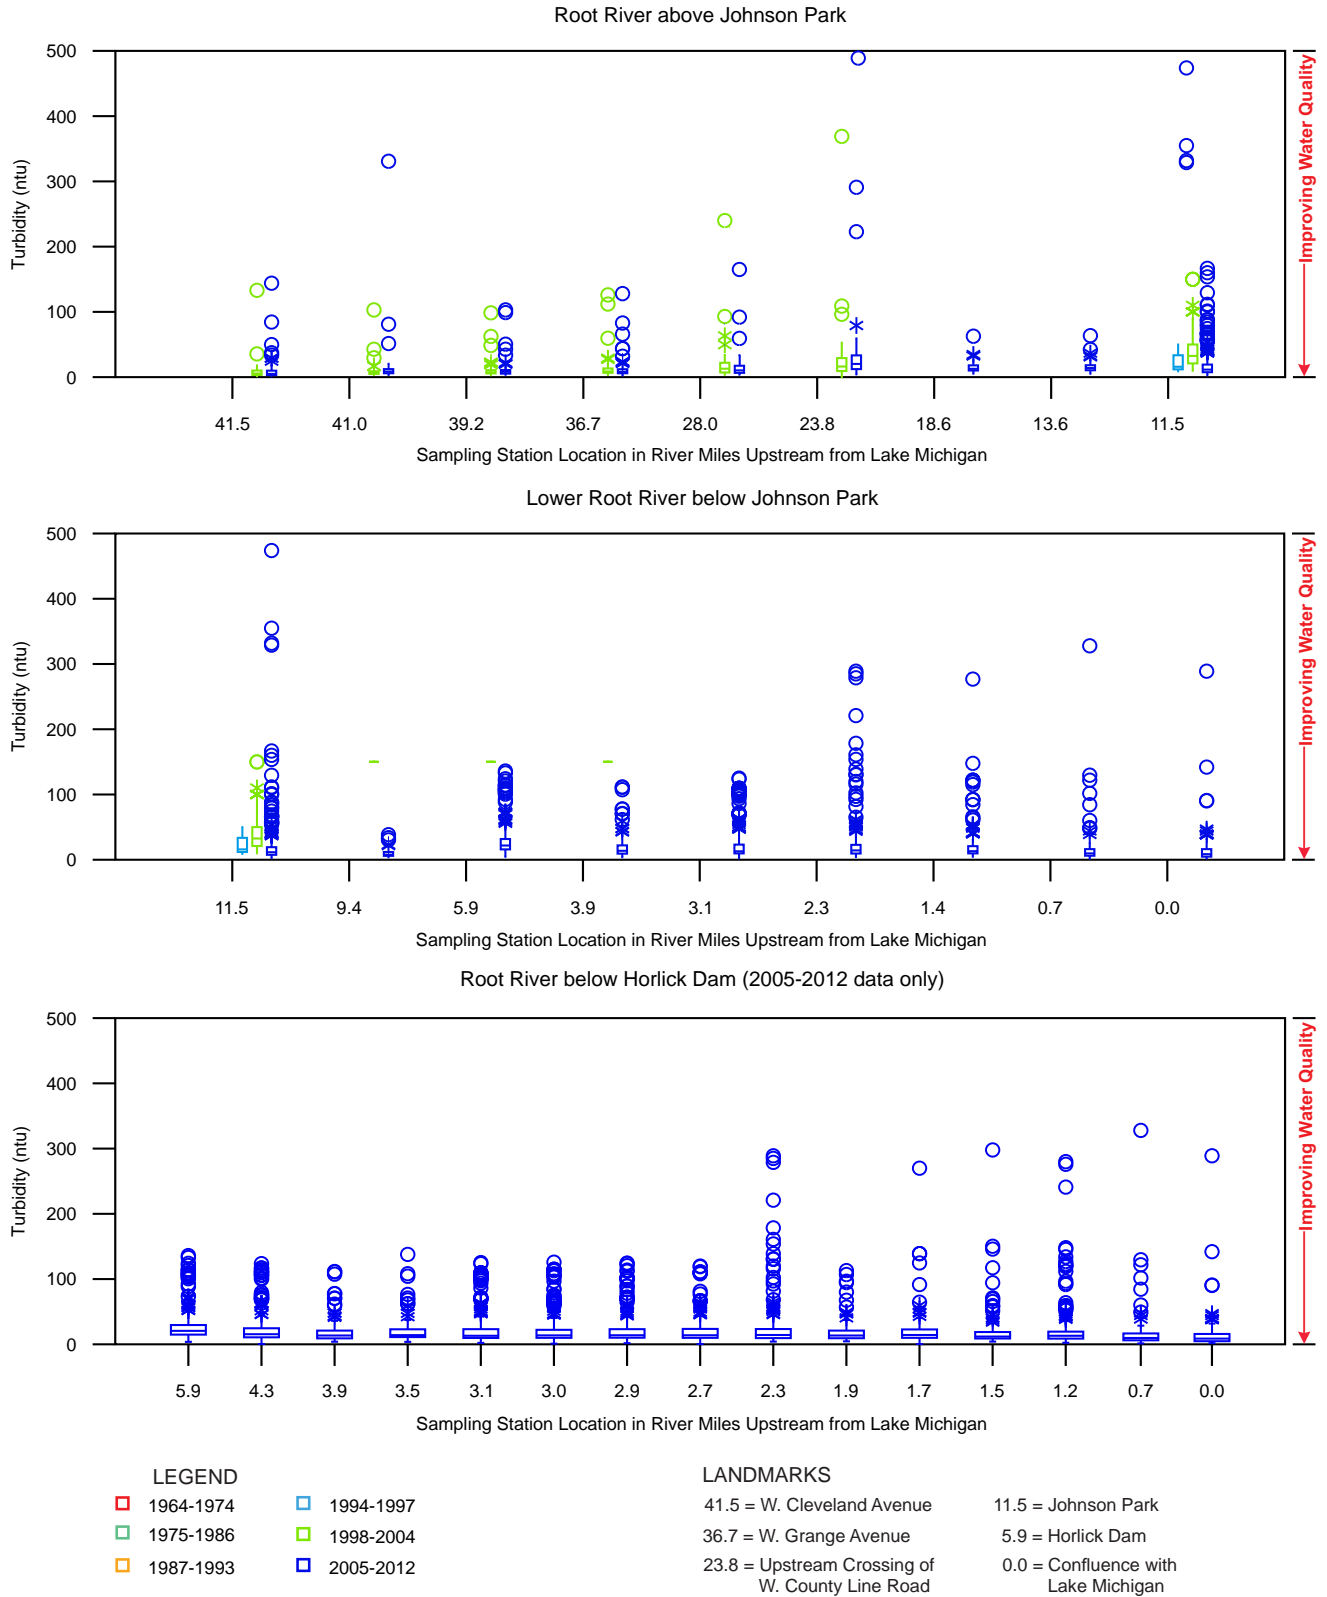 Root River above Johnson Park
500
400
300
200
100
0
Turbidity (ntu)
Improving Water Quality
41.5 41.0 39.2 36.7 28.0 23.8 18.6 13.6 11.5
Sampling Station Location in River Miles Upstream from Lake Michigan
Lower Root River below Johnson Park
500
400
300
200
100
0
Turbidity (ntu)
Improving Water Quality
11.5 9.4 5.9 3.9 3.1 2.3 1.4 0.7 0.0
Sampling Station Location in River Miles Upstream from Lake Michigan
Root River below Horlick Dam (2005-2012 data only)
500
400
300
200
100
0
Turbidity (ntu)
Improving Water Quality
5.9 4.3 3.9 3.5 3.1 3.0 2.9 2.7 2.3 1.9 1.7 1.5 1.2 0.7 0.0
Sampling Station Location in River Miles Upstream from Lake Michigan
LEGEND
1964-1974
1975-1986
1987-1993
1994-1997
1998-2004
2005-2012
LANDMARKS
41.5 = W. Cleveland Avenue
36.7 = W. Grange Avenue
23.8 = Upstream Crossing of
W. County Line Road
11.5 = Johnson Park
5.9 = Horlick Dam
0.0 = Confluence with
Lake Michigan